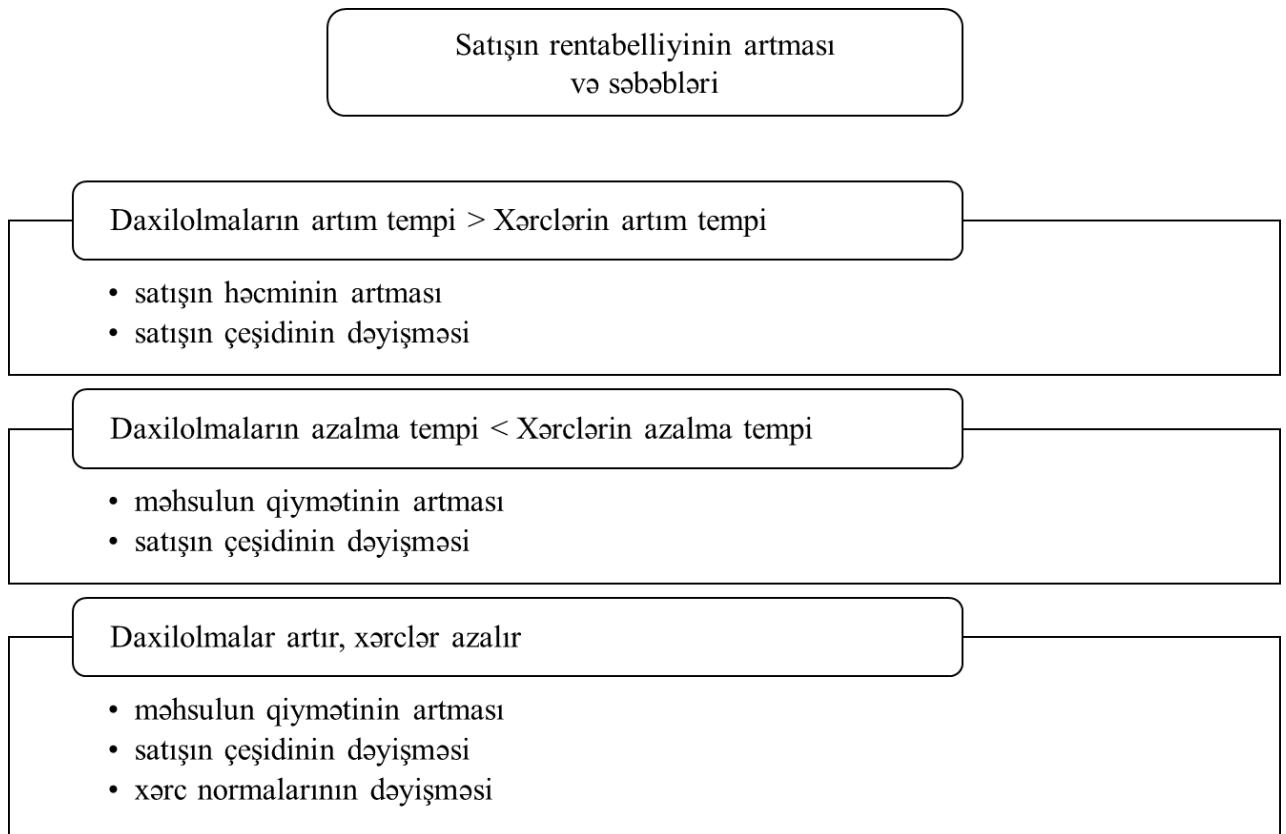 Satışın rentabelliyinin artması
və səbəbləri
Daxilolmaların artım tempi > Xərclərin artım tempi
• satışın həcminin artması
• satışın çeşidinin dəyişməsi
Daxilolmaların azalma tempi < Xərclərin azalma tempi
• məhsulun qiymətinin artması
• satışın çeşidinin dəyişməsi
Daxilolmalar artır, xərclər azalır
• məhsulun qiymətinin artması
• satışın çeşidinin dəyişməsi
• xərc normalarının dəyişməsi